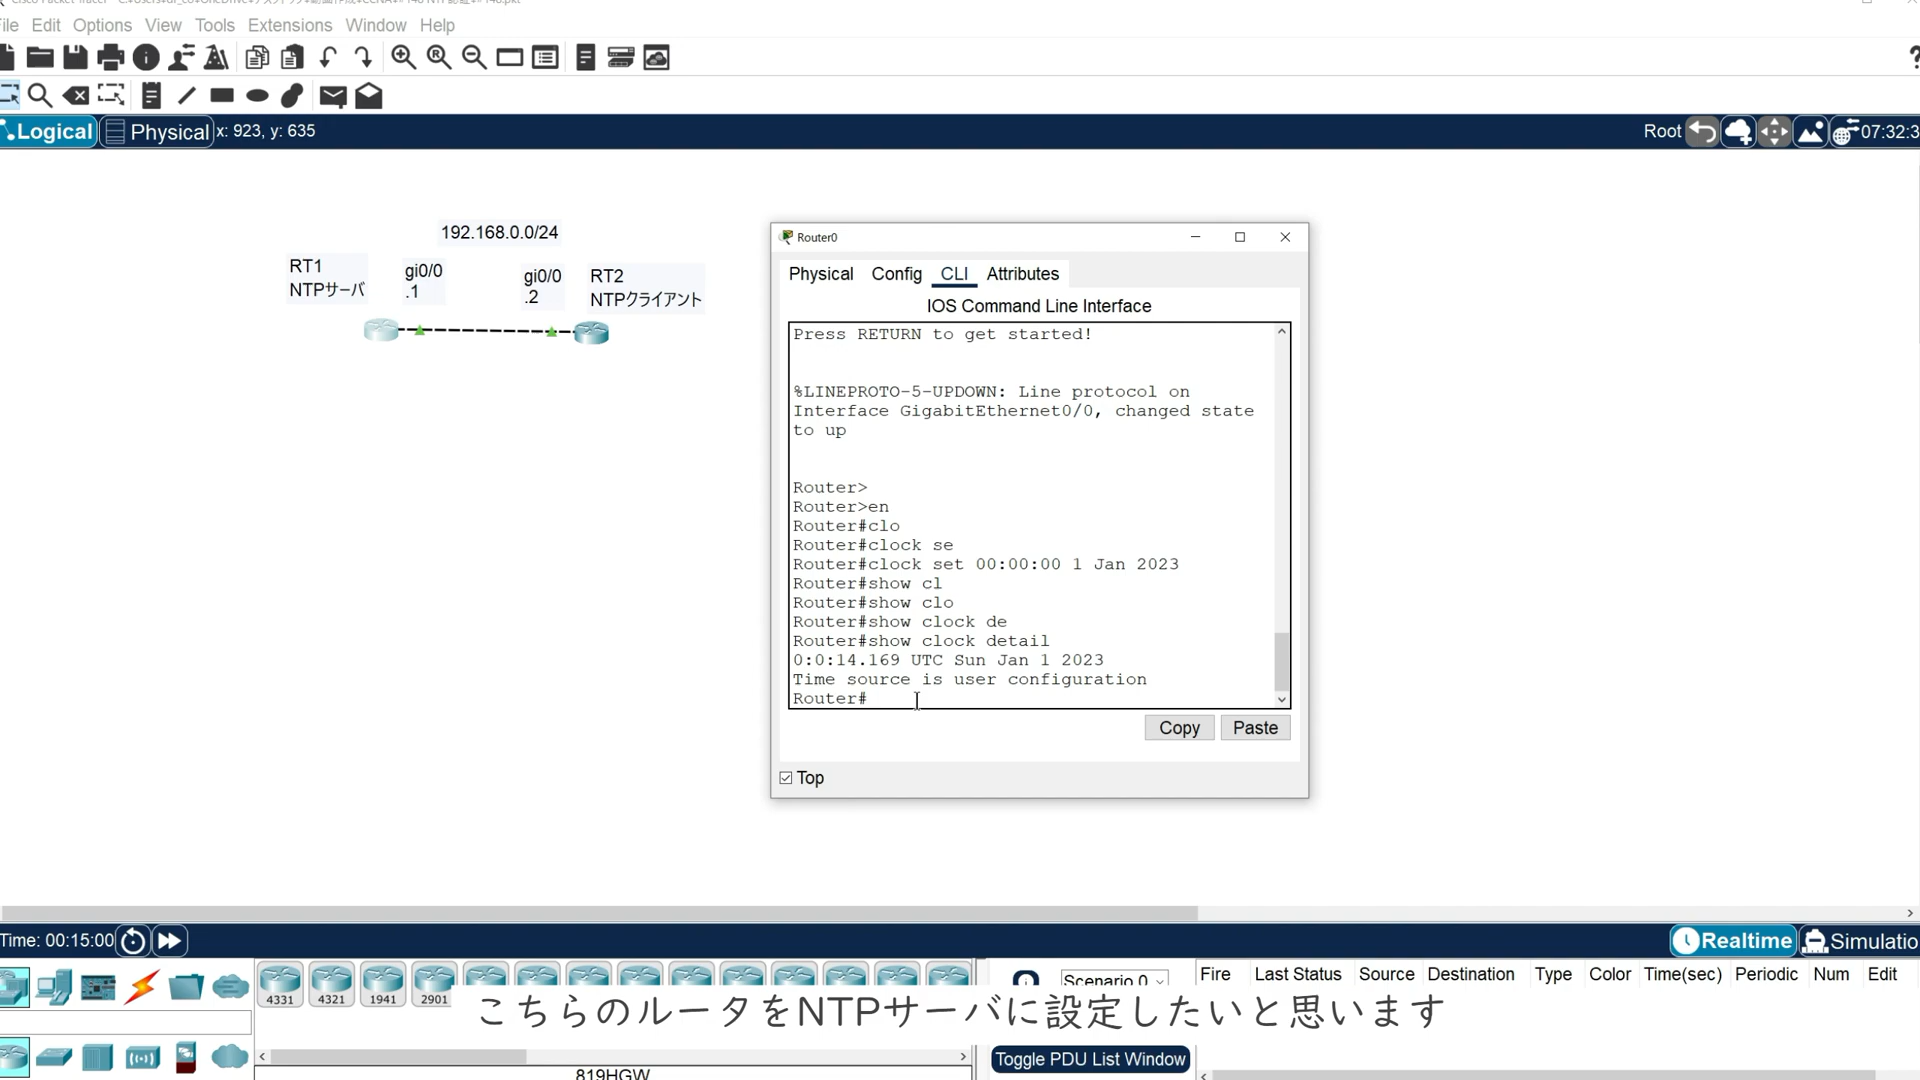 File Edit Options View Tools Extensions Window Help
Logical Physical x: 923, y: 635 Root 07:32:3
192.168.0.0/24
RT1
NTPサーバ
gi0/0
.1
gi0/0
.2
RT2
NTPクライアント
Router0
Physical Config CLI Attributes
IOS Command Line Interface
Press RETURN to get started!
%LINEPROTO-5-UPDOWN: Line protocol on
Interface GigabitEthernet0/0, changed state
to up
Router>
Router>en
Router#clo
Router#clock se
Router#clock set 00:00:00 1 Jan 2023
Router#show cl
Router#show clo
Router#show clock de
Router#show clock detail
0:0:14.169 UTC Sun Jan 1 2023
Time source is user configuration
Router#
Copy Paste
Top
Time: 00:15:00 Realtime Simulatio
4331 4321 1941 2901
Scenario 0
Fire Last Status Source Destination Type Color Time(sec) Periodic Num Edit
こちらのルータをNTPサーバに設定したいと思います
Toggle PDU List Window
819HGW